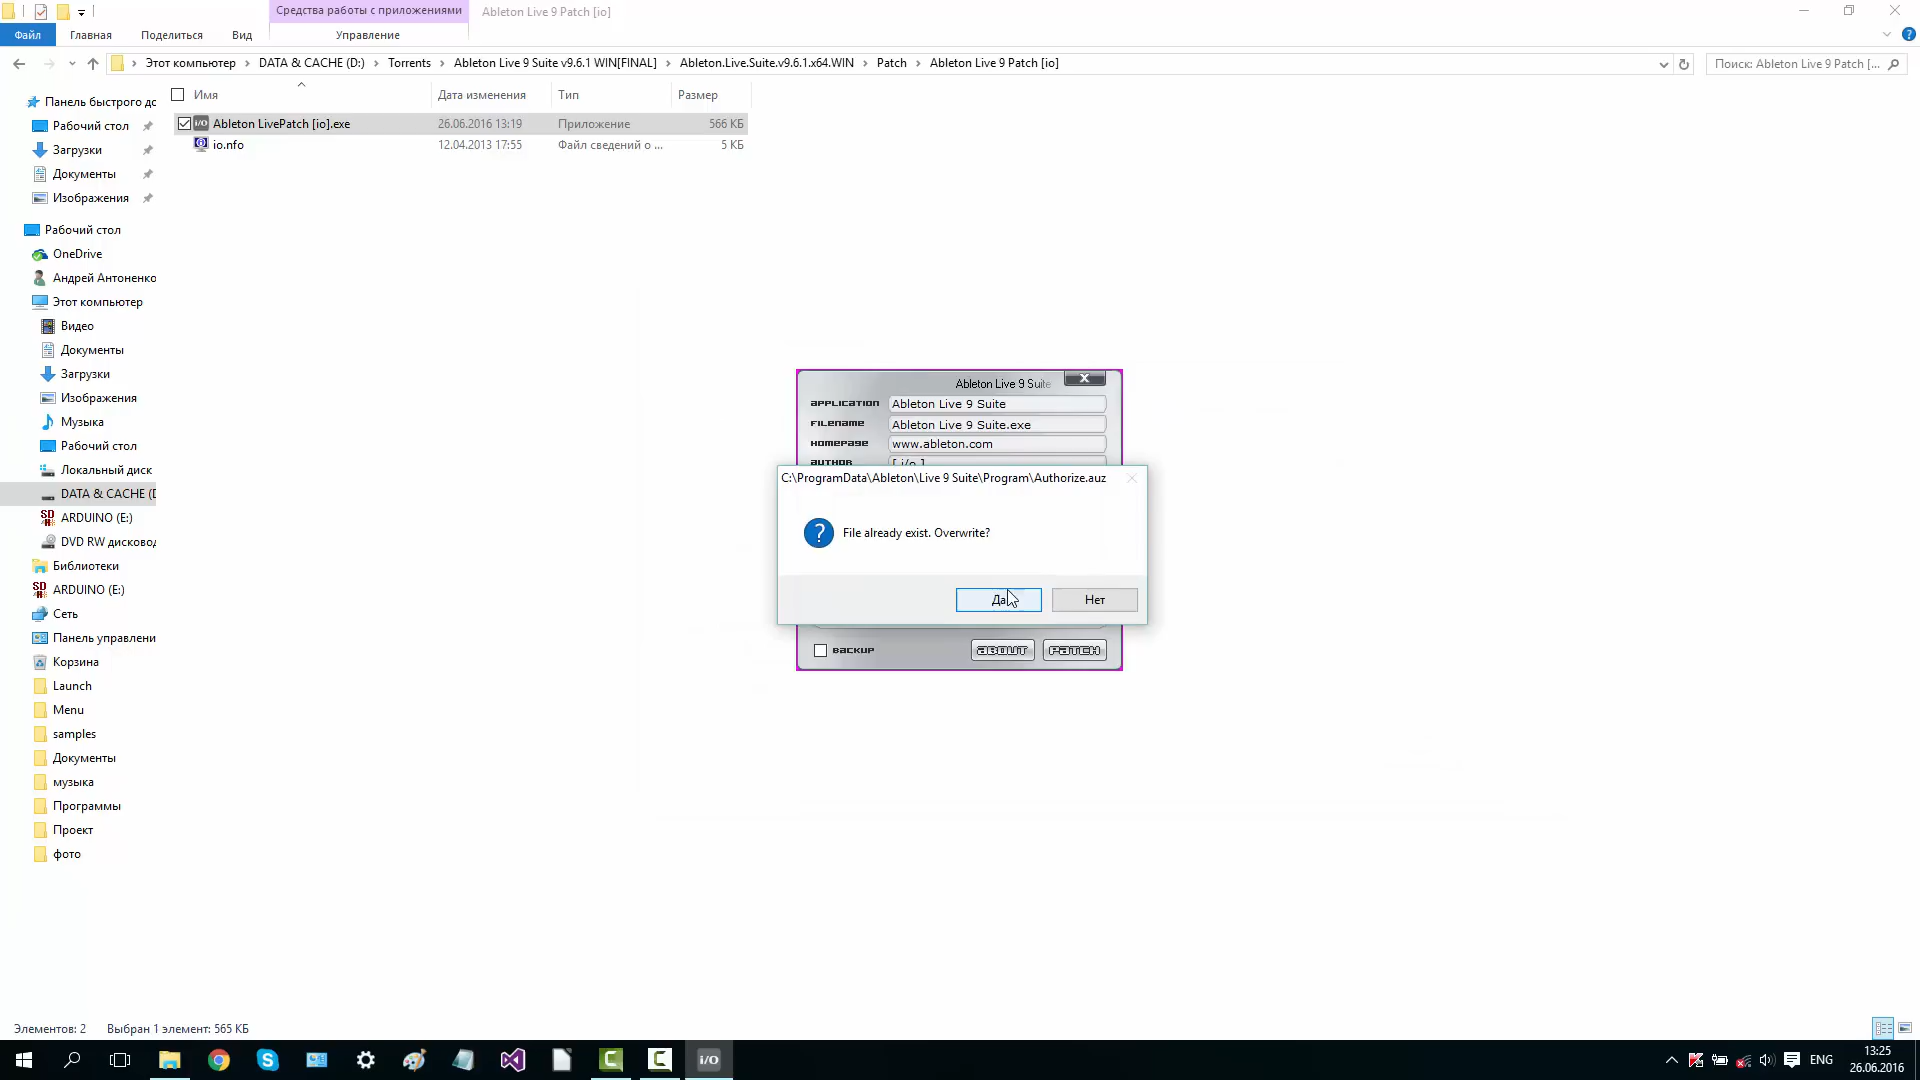 Средства работы с приложениями
Ableton Live 9 Patch [io]
Файл
Главная
Поделиться
Вид
Управление
Этот компьютер
DATA & CACHE (D:)
Torrents
Ableton Live 9 Suite v9.6.1 WIN[FINAL]
Ableton.Live.Suite.v9.6.1.x64.WIN
Patch
Ableton Live 9 Patch [io]
Поиск: Ableton Live 9 Patch [...
Имя
Дата изменения
Тип
Размер
Ableton LivePatch [io].exe
26.06.2016 13:19
Приложение
566 КБ
io.nfo
12.04.2013 17:55
Файл сведений о ...
5 КБ
Панель быстрого дс
Рабочий стол
Загрузки
Документы
Изображения
Рабочий стол
OneDrive
Андрей Антоненко
Этот компьютер
Видео
Документы
Загрузки
Изображения
Музыка
Рабочий стол
Локальный диск
DATA & CACHE (D
ARDUINO (E:)
DVD RW дисковод
Библиотеки
ARDUINO (E:)
Сеть
Панель управлени
Корзина
Launch
Menu
samples
Документы
музыка
Программы
Проект
фото
Ableton Live 9 Suite
X
APPLICATION
Ableton Live 9 Suite
FILENAME
Ableton Live 9 Suite.exe
HOMEPAGE
www.ableton.com
AUTHOR
[ i/o ]
C:\ProgramData\Ableton\Live 9 Suite\Program\Authorize.auz
File already exist. Overwrite?
Да
Нет
BACKUP
ABOUT
PATCH
Элементов: 2
Выбран 1 элемент: 565 КБ
I/O
ENG
13:25
26.06.2016